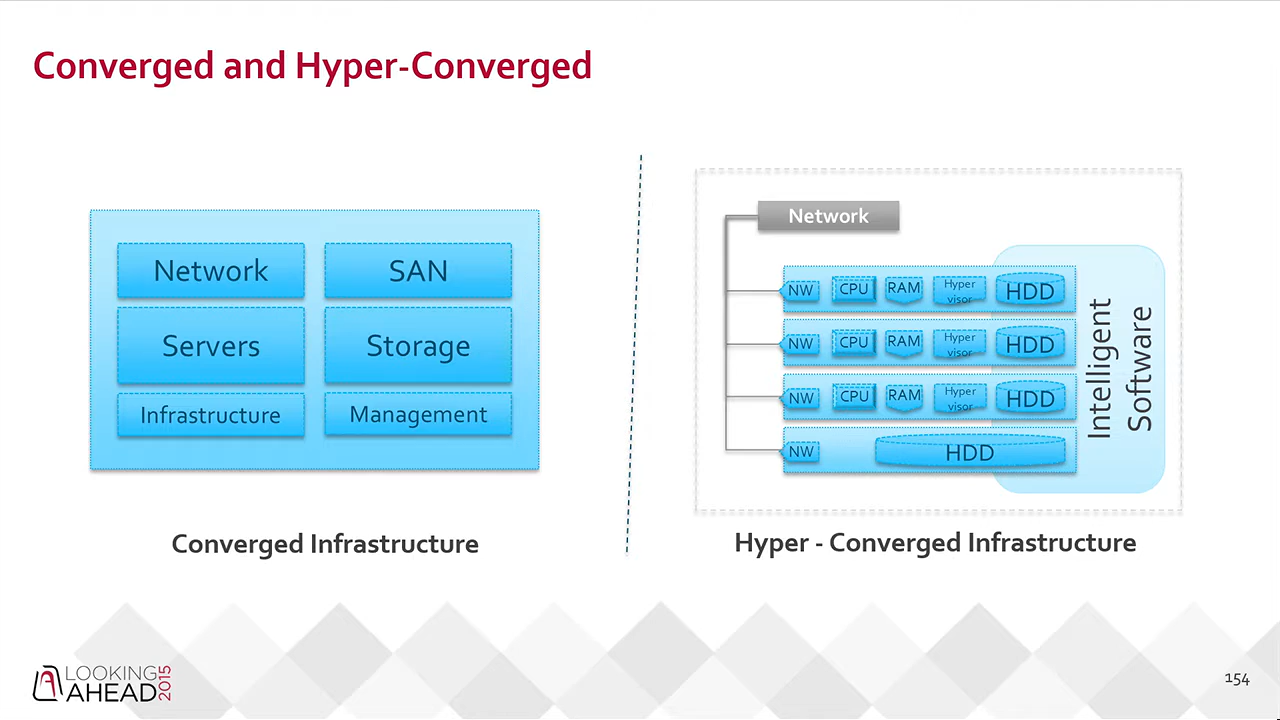 Converged and Hyper-Converged
Network
SAN
Servers
Storage
Infrastructure
Management
Converged Infrastructure
Network
NW
CPU
RAM
Hyper
visor
HDD
NW
CPU
RAM
Hyper
visor
HDD
NW
CPU
RAM
Hyper
visor
HDD
NW
HDD
Intelligent
Software
Hyper - Converged Infrastructure
LOOKING
AHEAD
2015
154